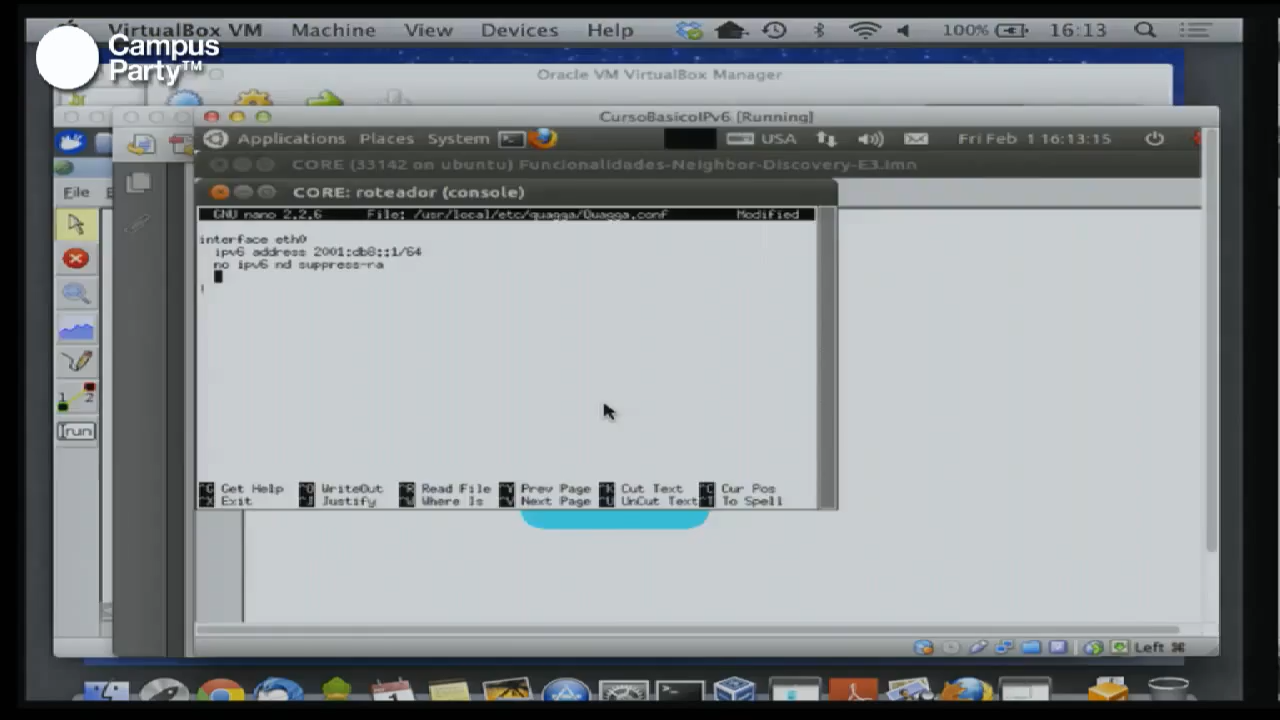 VirtualBox VM Machine View Devices Help 100% 16:13
Campus
Party™
Oracle VM VirtualBox Manager
CursoBasicoIPv6 [Running]
Applications Places System USA Fri Feb 1 16:13:15
CORE (33142 on ubuntu) Funcionalidades-Neighbor-Discovery-E3.imn
File
CORE: roteador (console)
GNU nano 2.2.6 File: /usr/local/etc/quagga/Quagga.conf Modified
interface eth0
ipv6 address 2001:db8::1/64
no ipv6 nd suppress-ra
!
1 2
run
^G Get Help ^O WriteOut ^R Read File ^Y Prev Page ^K Cut Text ^C Cur Pos
^X Exit ^J Justify ^W Where Is ^V Next Page ^U UnCut Text ^T To Spell
Left ⌘